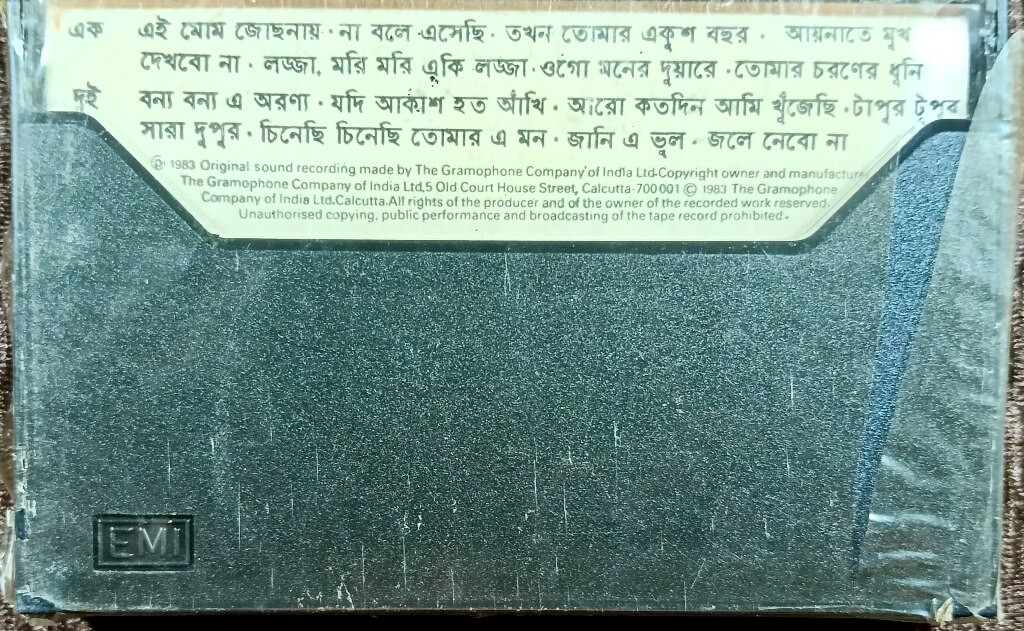 এক এই মোম জোছনায় · না বলে এসেছি · তখন তোমার একুশ বছর · আয়নাতে মুখ
দেখবো না · লজ্জা, মরি মরি একি লজ্জা · ওগো মনের দুয়ারে · তোমার চরণের ধ্বনি
দুই বন্য বন্য এ অরণ্য · যদি আকাশ হত আঁখি · আরো কতদিন আমি খুঁজেছি · টাপুর টুপুর
সারা দুপুর · চিনেছি চিনেছি তোমার এ মন · জানি এ ভুল · জলে নেবো না
℗ 1983 Original sound recording made by The Gramophone Company of India Ltd·Copyright owner and manufacturer
The Gramophone Company of India Ltd,5 Old Court House Street, Calcutta-700 001 © 1983 The Gramophone
Company of India Ltd.Calcutta.All rights of the producer and of the owner of the recorded work reserved.
Unauthorised copying, public performance and broadcasting of the tape record prohibited.
EMI